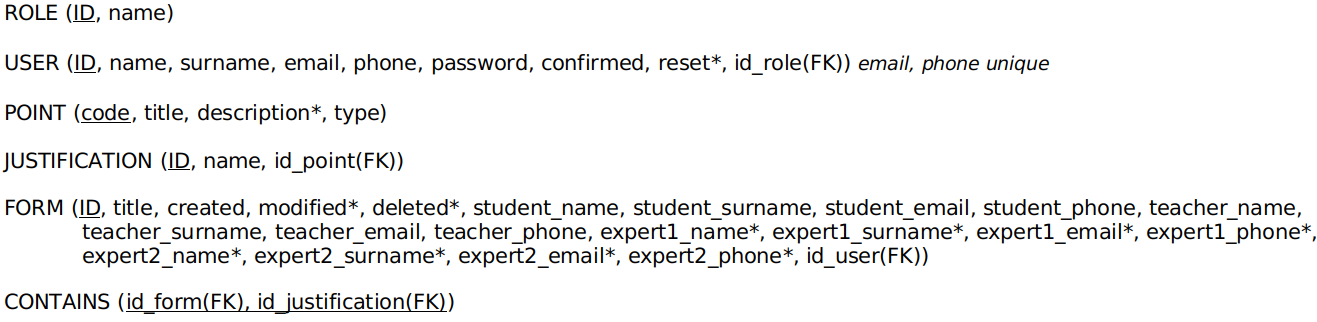 ROLE (ID, name)
USER (ID, name, surname, email, phone, password, confirmed, reset*, id_role(FK)) email, phone unique
POINT (code, title, description*, type)
JUSTIFICATION (ID, name, id_point(FK))
FORM (ID, title, created, modified*, deleted*, student_name, student_surname, student_email, student_phone, teacher_name,
teacher_surname, teacher_email, teacher_phone, expert1_name*, expert1_surname*, expert1_email*, expert1_phone*,
expert2_name*, expert2_surname*, expert2_email*, expert2_phone*, id_user(FK))
CONTAINS (id_form(FK), id_justification(FK))